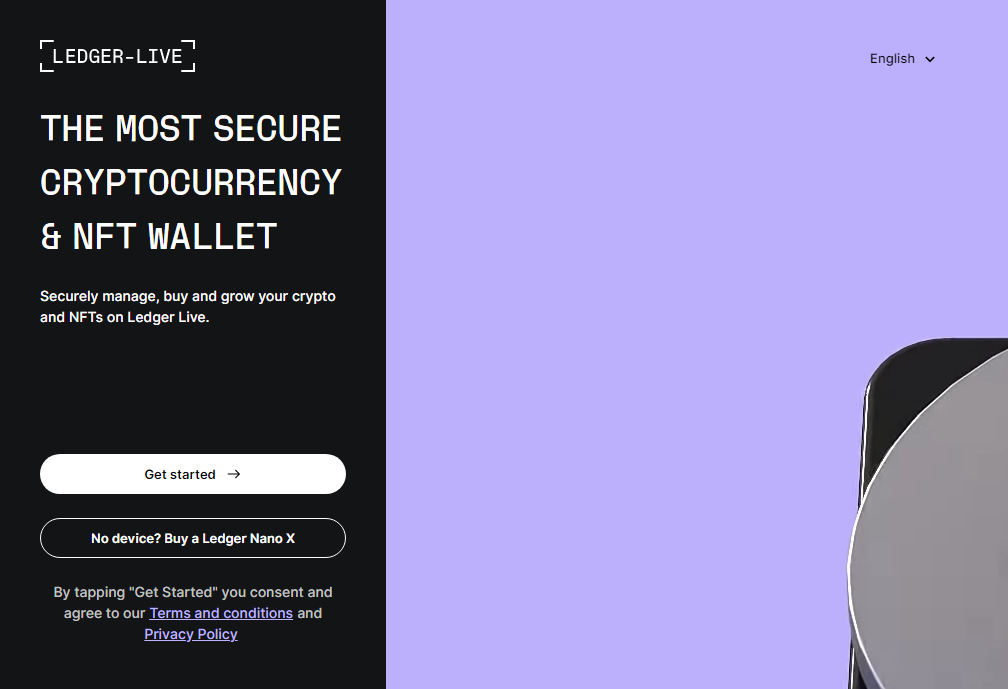 LEDGER-LIVE
English
THE MOST SECURE
CRYPTOCURRENCY
& NFT WALLET
Securely manage, buy and grow your crypto
and NFTs on Ledger Live.
Get started →
No device? Buy a Ledger Nano X
By tapping "Get Started" you consent and
agree to our Terms and conditions and
Privacy Policy